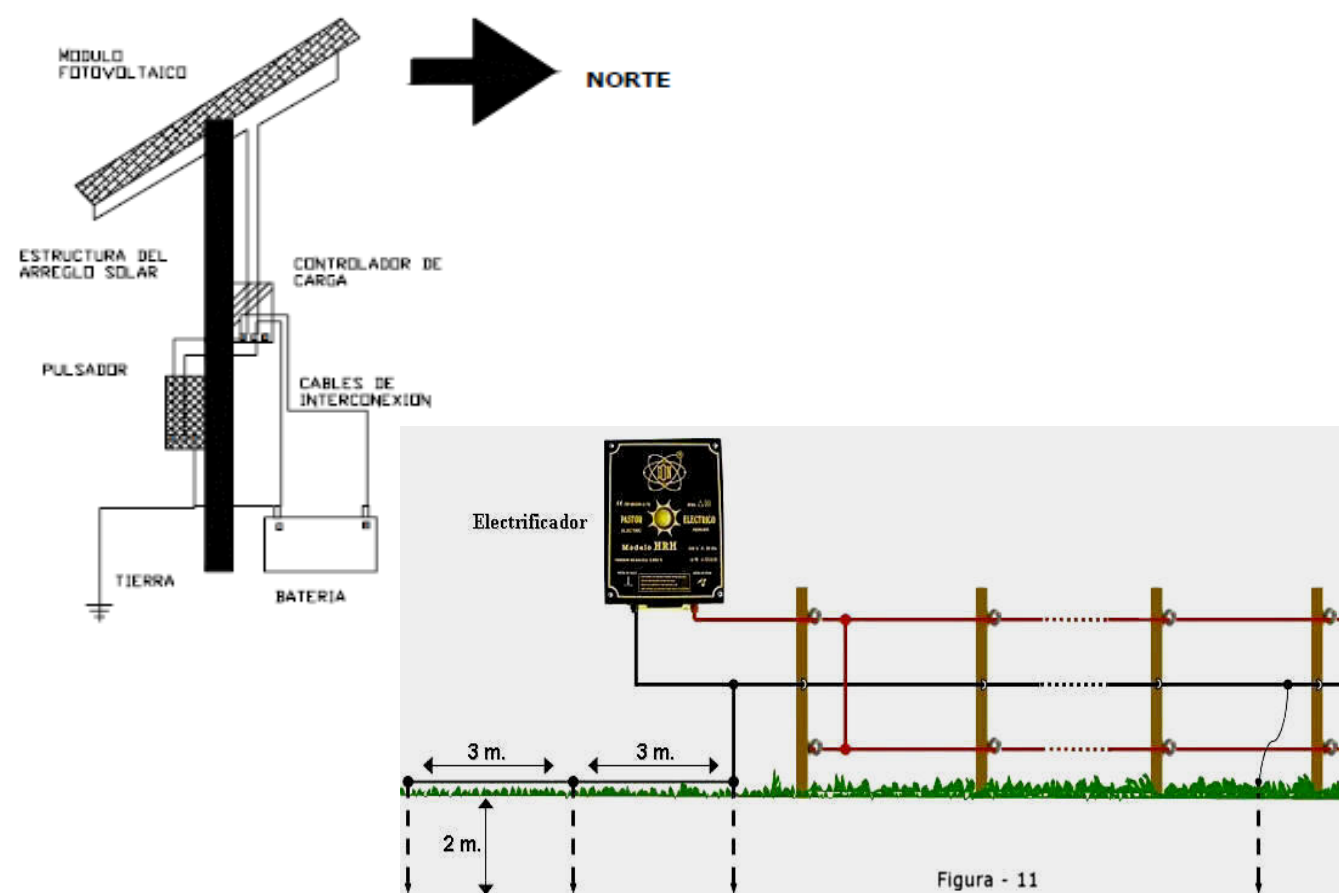 MODULO
FOTOVOLTAICO
NORTE
ESTRUCTURA DEL
ARREGLO SOLAR
CONTROLADOR DE
CARGA
PULSADOR
CABLES DE
INTERCONEXION
TIERRA
BATERIA
Electrificador
PASTOR
ELECTRICO
Modelo HRH
3 m.
3 m.
2 m.
Figura - 11